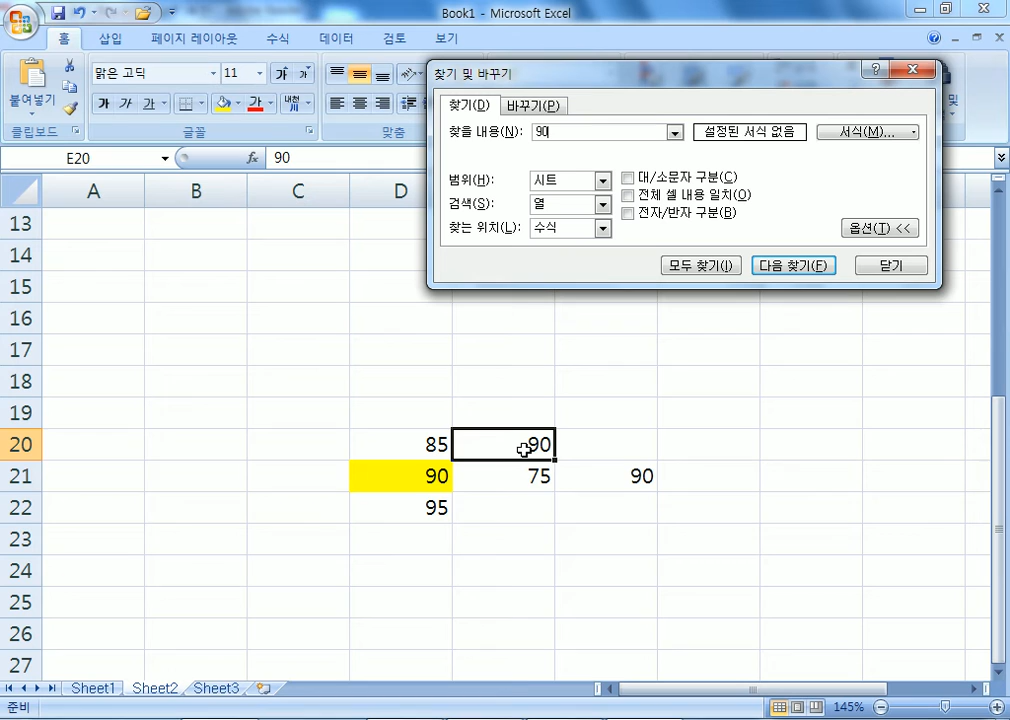 Book1 - Microsoft Excel
홈 삽입 페이지 레이아웃 수식 데이터 검토 보기
붙여넣기
맑은 고딕 11
가 가 가 가 내천
클립보드 글꼴 맞춤
찾기 및 바꾸기
찾기(D) 바꾸기(P)
찾을 내용(N): 90 설정된 서식 없음 서식(M)...
범위(H): 시트 대/소문자 구분(C)
검색(S): 열 전체 셀 내용 일치(O)
찾는 위치(L): 수식 전자/반자 구분(B)
옵션(T) <<
모두 찾기(I) 다음 찾기(F) 닫기
E20 fx 90
A B C D
13
14
15
16
17
18
19
20 85 90
21 90 75 90
22 95
23
24
25
26
27
Sheet1 Sheet2 Sheet3
준비 145%